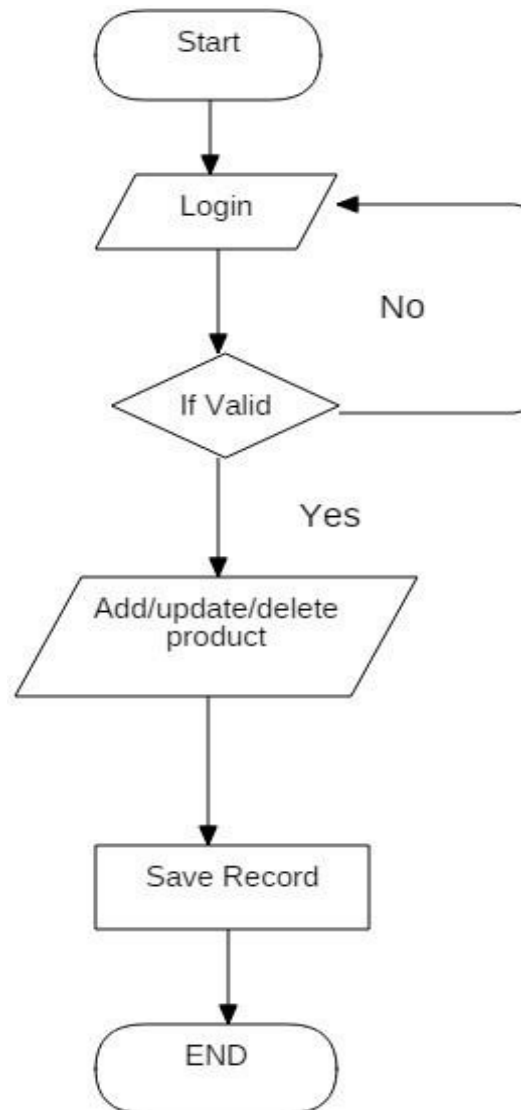 Start
Login
No
If Valid
Yes
Add/update/delete
product
Save Record
END